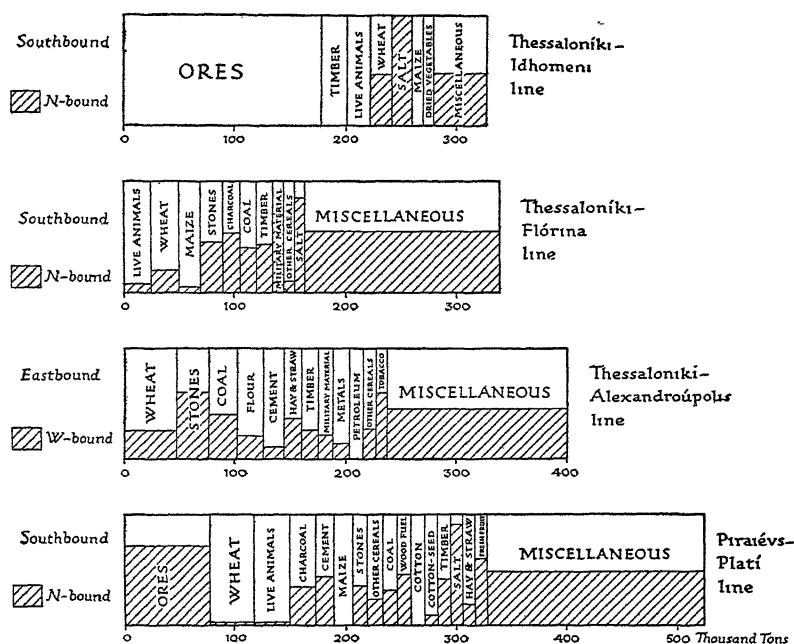 Southbound
N-bound
ORES
TIMBER
LIVE ANIMALS
WHEAT
SALT
MAIZE
DRIED VEGETABLES
MISCELLANEOUS
Thessaloníki–
Idhomeni
line
0 100 200 300
Southbound
N-bound
LIVE ANIMALS
WHEAT
MAIZE
STONES
CHARCOAL
COAL
TIMBER
MILITARY MATERIAL
OTHER CEREALS
SALT
MISCELLANEOUS
Thessaloníki–
Flórina
line
0 100 200 300
Eastbound
W-bound
WHEAT
STONES
COAL
FLOUR
CEMENT
HAY & STRAW
TIMBER
MILITARY MATERIAL
METALS
PETROLEUM
OTHER CEREALS
TOBACCO
MISCELLANEOUS
Thessaloníki–
Alexandroúpolis
line
0 100 200 300 400
Southbound
N-bound
ORES
WHEAT
LIVE ANIMALS
CHARCOAL
CEMENT
MAIZE
STONES
OTHER CEREALS
COAL
WOOD FUEL
COTTON
COTTON-SEED
TIMBER
SALT
HAY & STRAW
FRESH FRUIT
MISCELLANEOUS
Piraiévs–
Platí
line
0 100 200 300 400 500 Thousand Tons